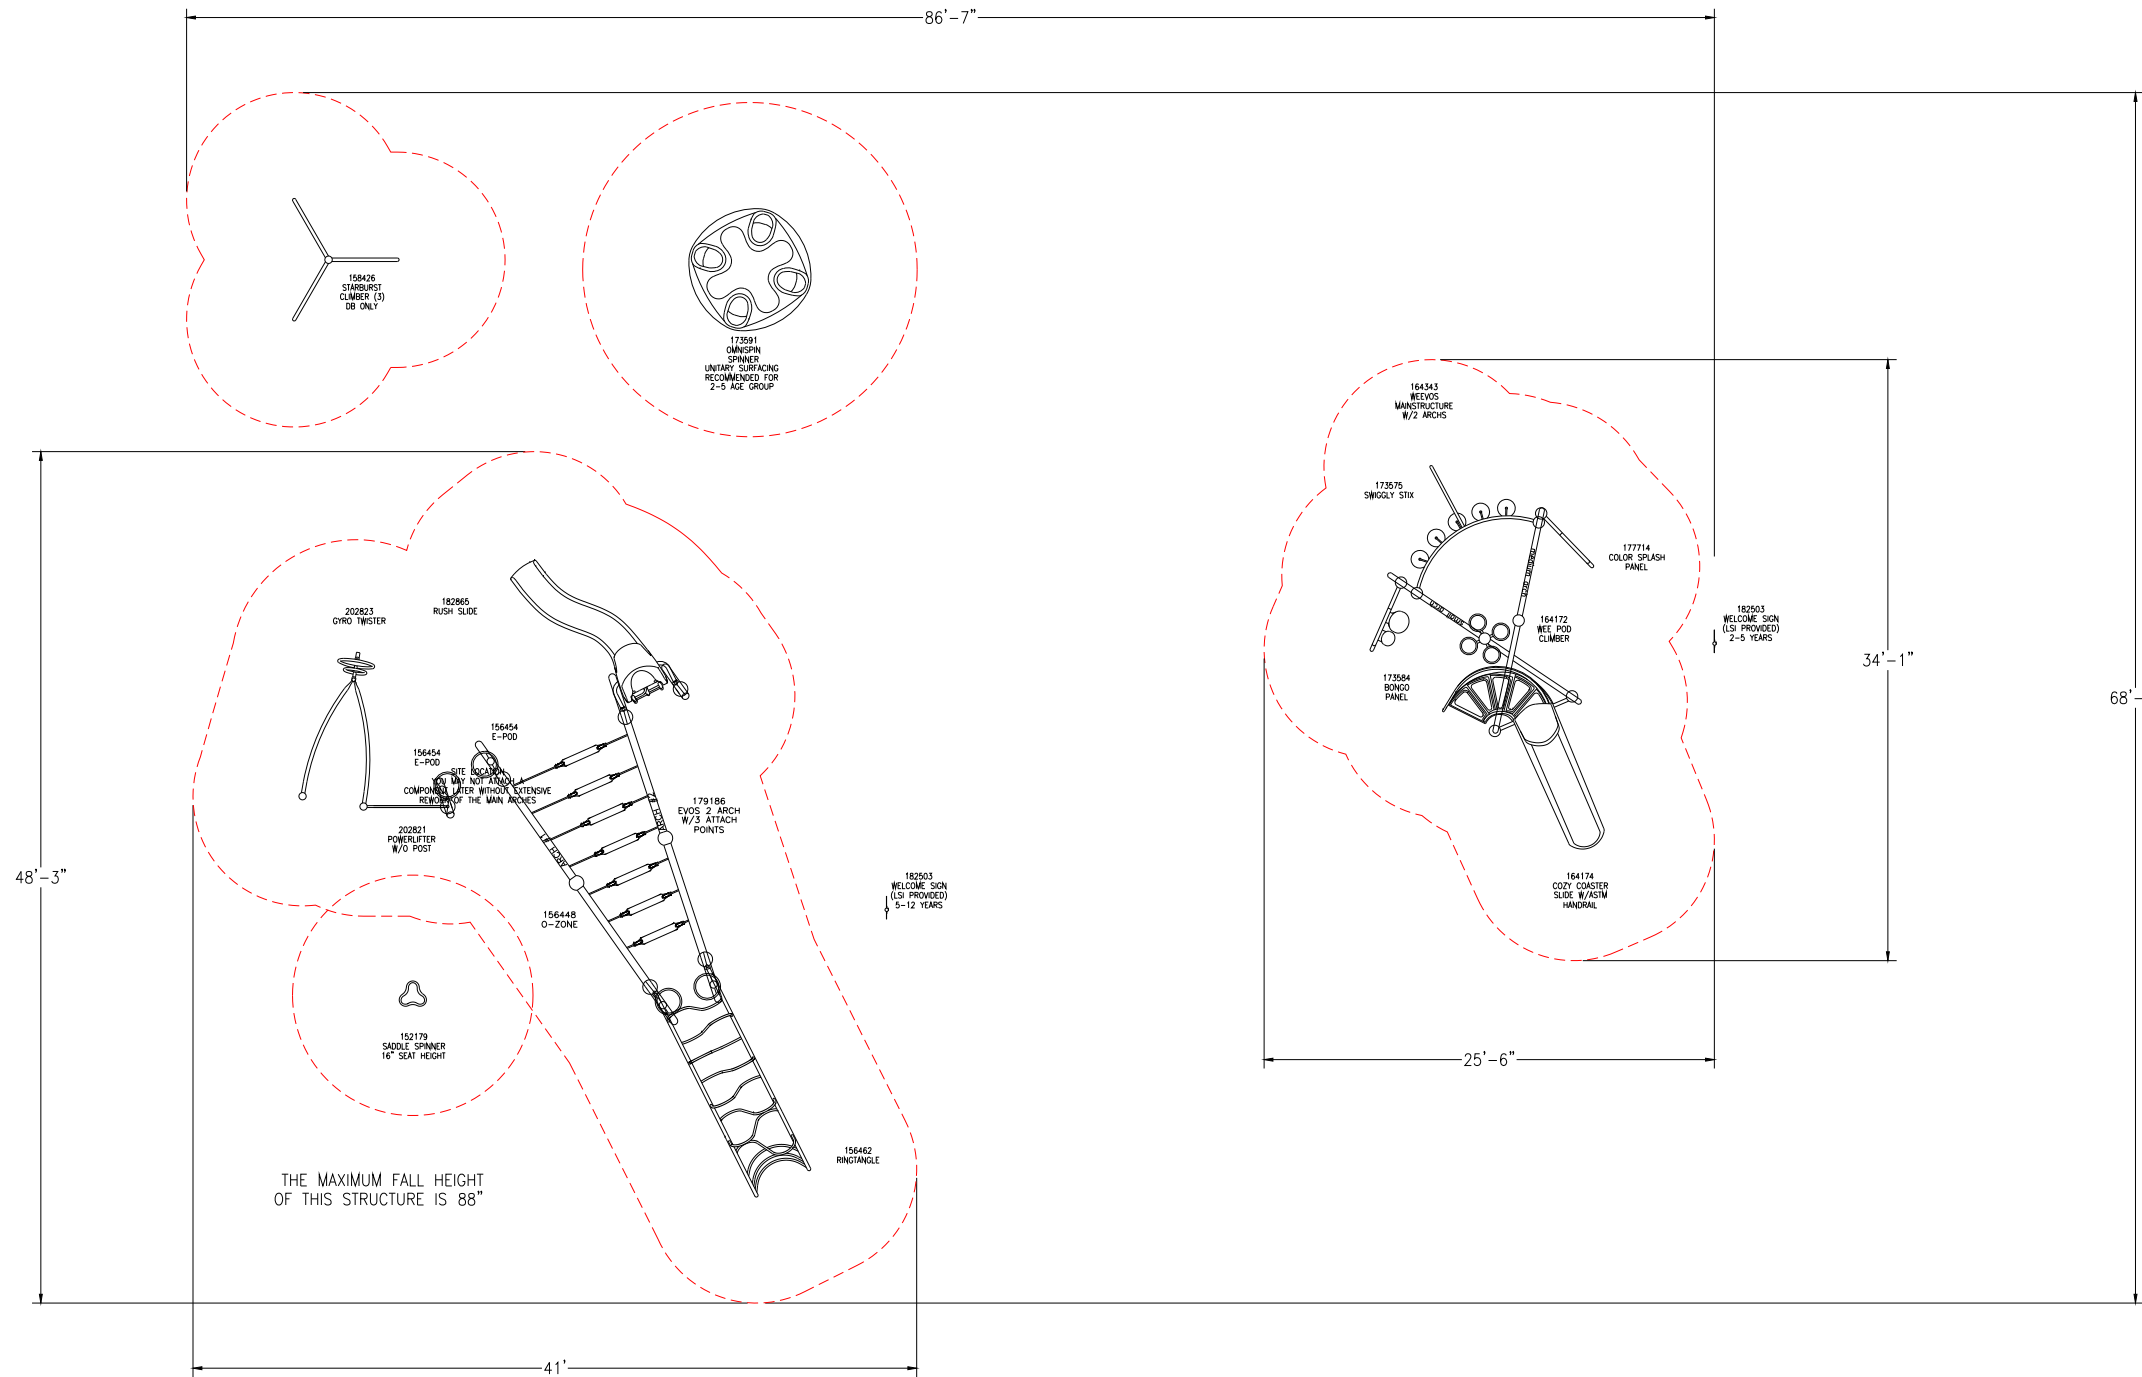 86'-7"
158426
STARBURST
CLIMBER (3)
DB ONLY
173591
OMNISPIN
SPINNER
UNITARY SURFACING
RECOMMENDED FOR
2-5 AGE GROUP
164343
WEEVOS
MAINSTRUCTURE
W/2 ARCHS
173575
SWIGGLY STIX
177714
COLOR SPLASH
PANEL
182503
WELCOME SIGN
(LSI PROVIDED)
2-5 YEARS
164172
WEE POD
CLIMBER
173584
BONGO
PANEL
34'-1"
68'-
164174
COZY COASTER
SLIDE W/ASTM
HANDRAIL
25'-6"
202823
GYRO TWISTER
182865
RUSH SLIDE
156454
E-POD
156454
E-POD
SITE LOCATION
YOU MAY NOT ATTACH A
COMPONENT LATER WITHOUT EXTENSIVE
REWORK OF THE MAIN ARCHES
202821
POWERLIFTER
W/O POST
179186
EVOS 2 ARCH
W/3 ATTACH
POINTS
ARCH
ARCH
48'-3"
182503
WELCOME SIGN
(LSI PROVIDED)
5-12 YEARS
156448
O-ZONE
152179
SADDLE SPINNER
16" SEAT HEIGHT
156462
RINGTANGLE
THE MAXIMUM FALL HEIGHT
OF THIS STRUCTURE IS 88"
41'